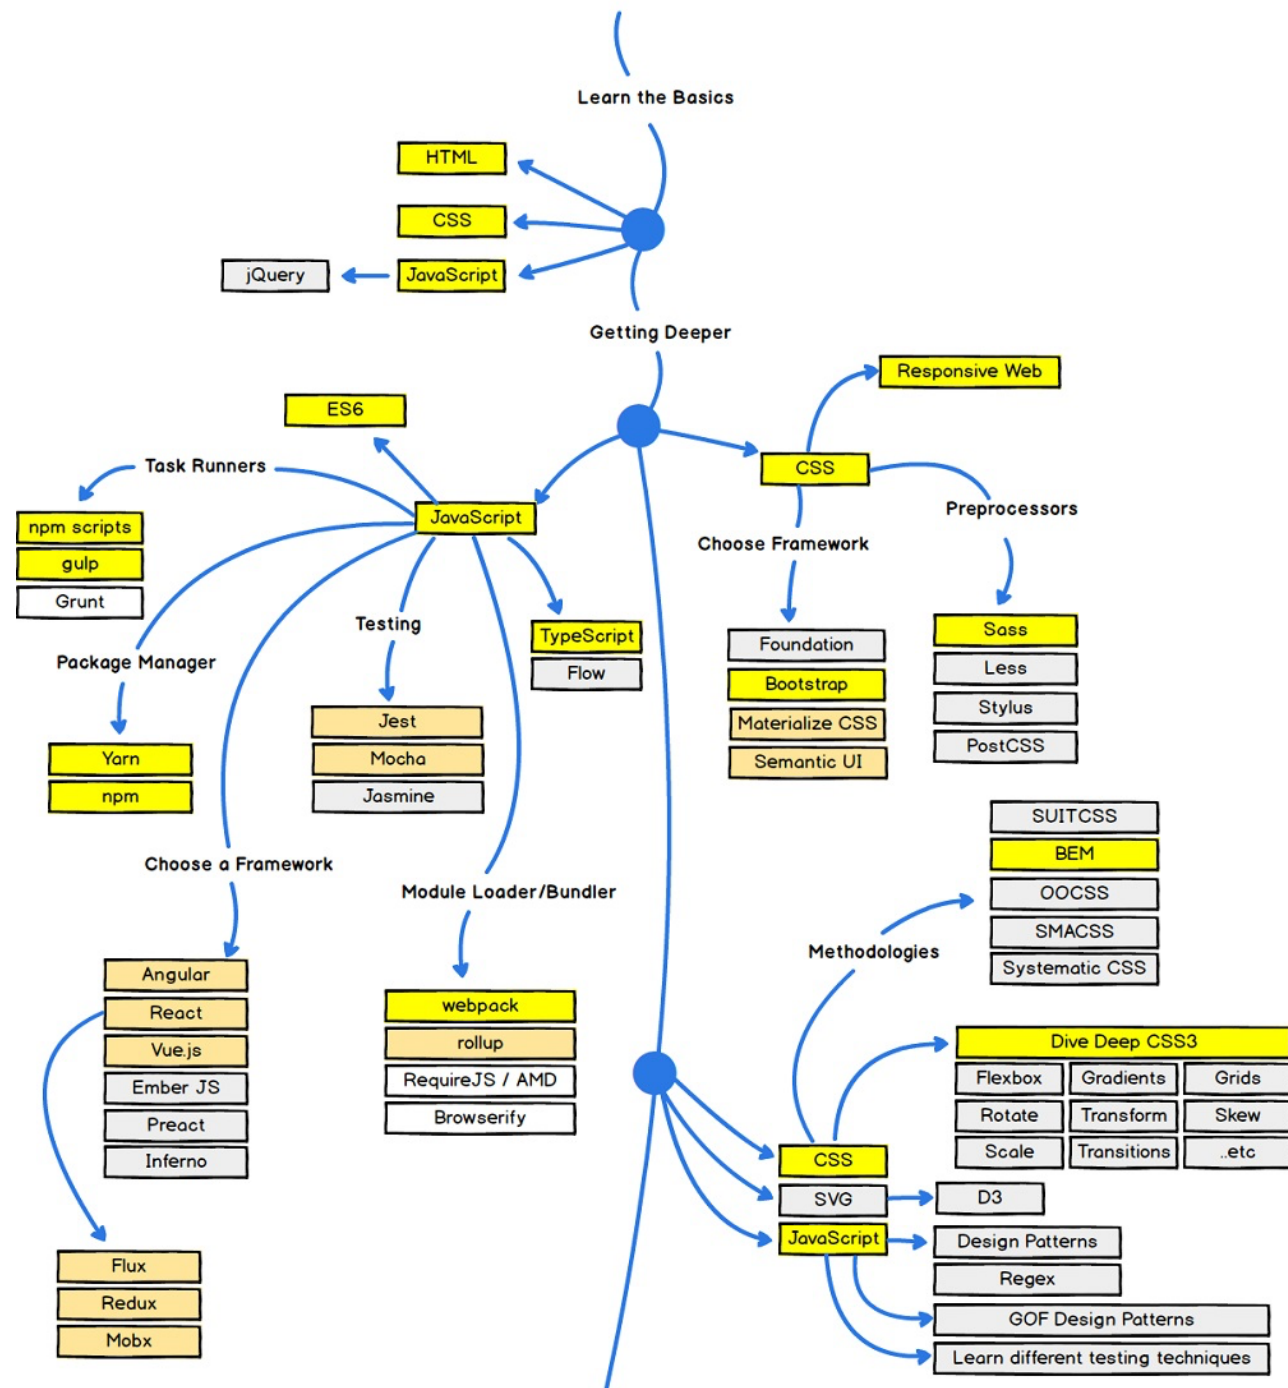 Learn the Basics
HTML
CSS
jQuery
JavaScript
Getting Deeper
Responsive Web
ES6
Task Runners
CSS
npm scripts
gulp
Grunt
JavaScript
Preprocessors
Choose Framework
Testing
TypeScript
Flow
Package Manager
Foundation
Bootstrap
Materialize CSS
Semantic UI
Sass
Less
Stylus
PostCSS
Yarn
npm
Jest
Mocha
Jasmine
Choose a Framework
Module Loader/Bundler
SUITCSS
BEM
OOCSS
SMACSS
Systematic CSS
Methodologies
Angular
React
Vue.js
Ember JS
Preact
Inferno
webpack
rollup
RequireJS / AMD
Browserify
Dive Deep CSS3
Flexbox Gradients Grids
Rotate Transform Skew
Scale Transitions ..etc
CSS
SVG
D3
JavaScript
Design Patterns
Regex
GOF Design Patterns
Learn different testing techniques
Flux
Redux
Mobx